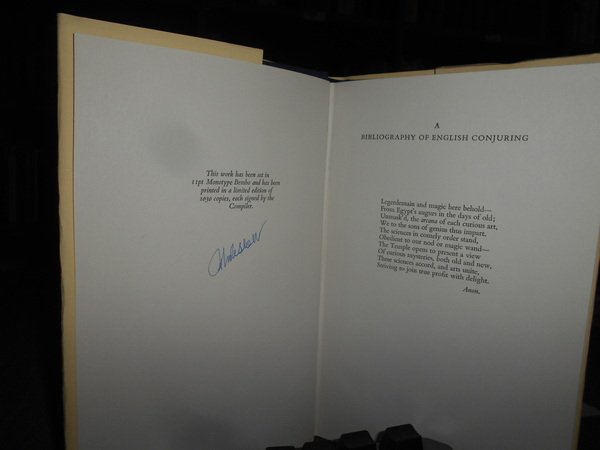 This work has been set in
11pt Monotype Bembo and has been
printed in a limited edition of
1030 copies, each signed by the
Compiler.
A
BIBLIOGRAPHY OF ENGLISH CONJURING
Legerdemain and magic here behold—
From Egypt's augurs in the days of old;
Unmask'd, the arcana of each curious art,
We to the sons of genius thus impart.
The sciences in comely order stand,
Obedient to our nod or magic wand—
The Temple opens to present a view
Of curious mysteries, both old and new,
These sciences accord, and arts unite,
Striving to join true profit with delight.
Anon.